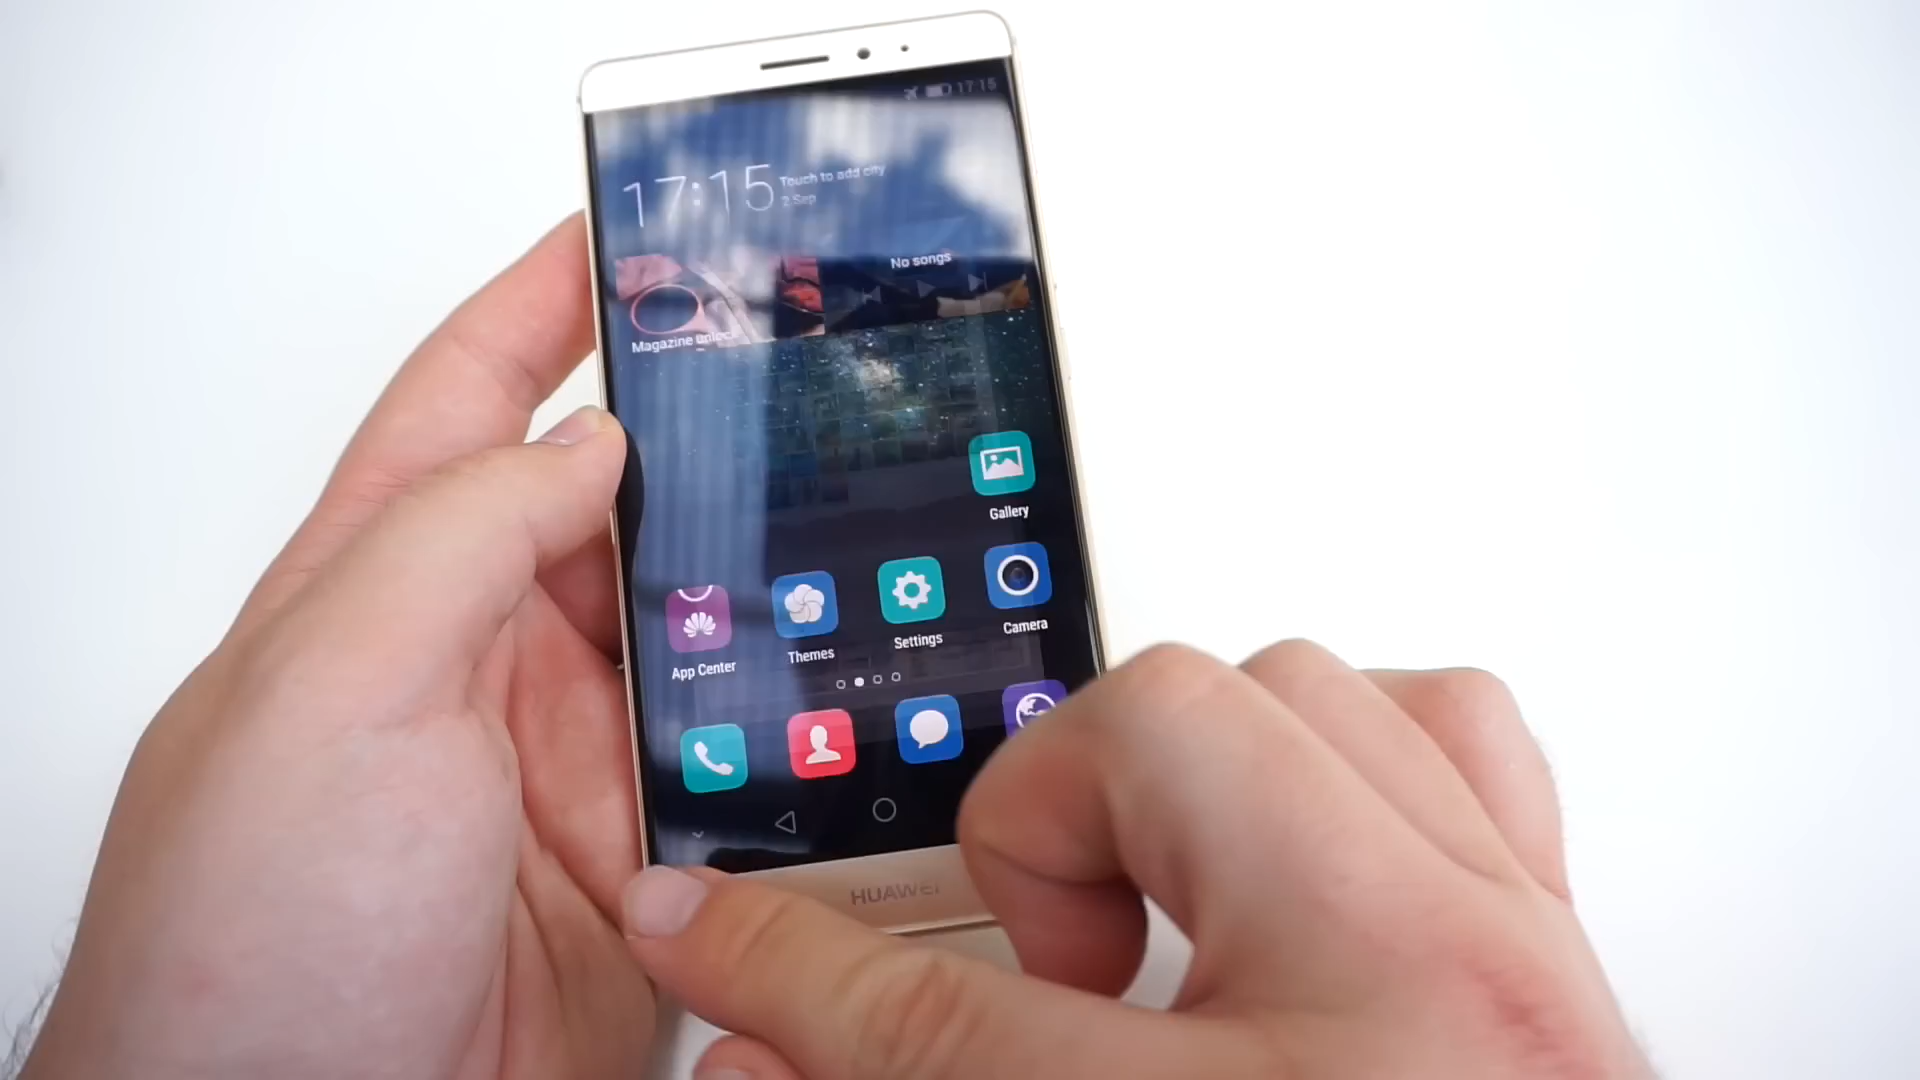 17:15
17:15
Touch to add city
2 Sep
No songs
Magazine unlock
Gallery
App Center
Themes
Settings
Camera
HUAWEI